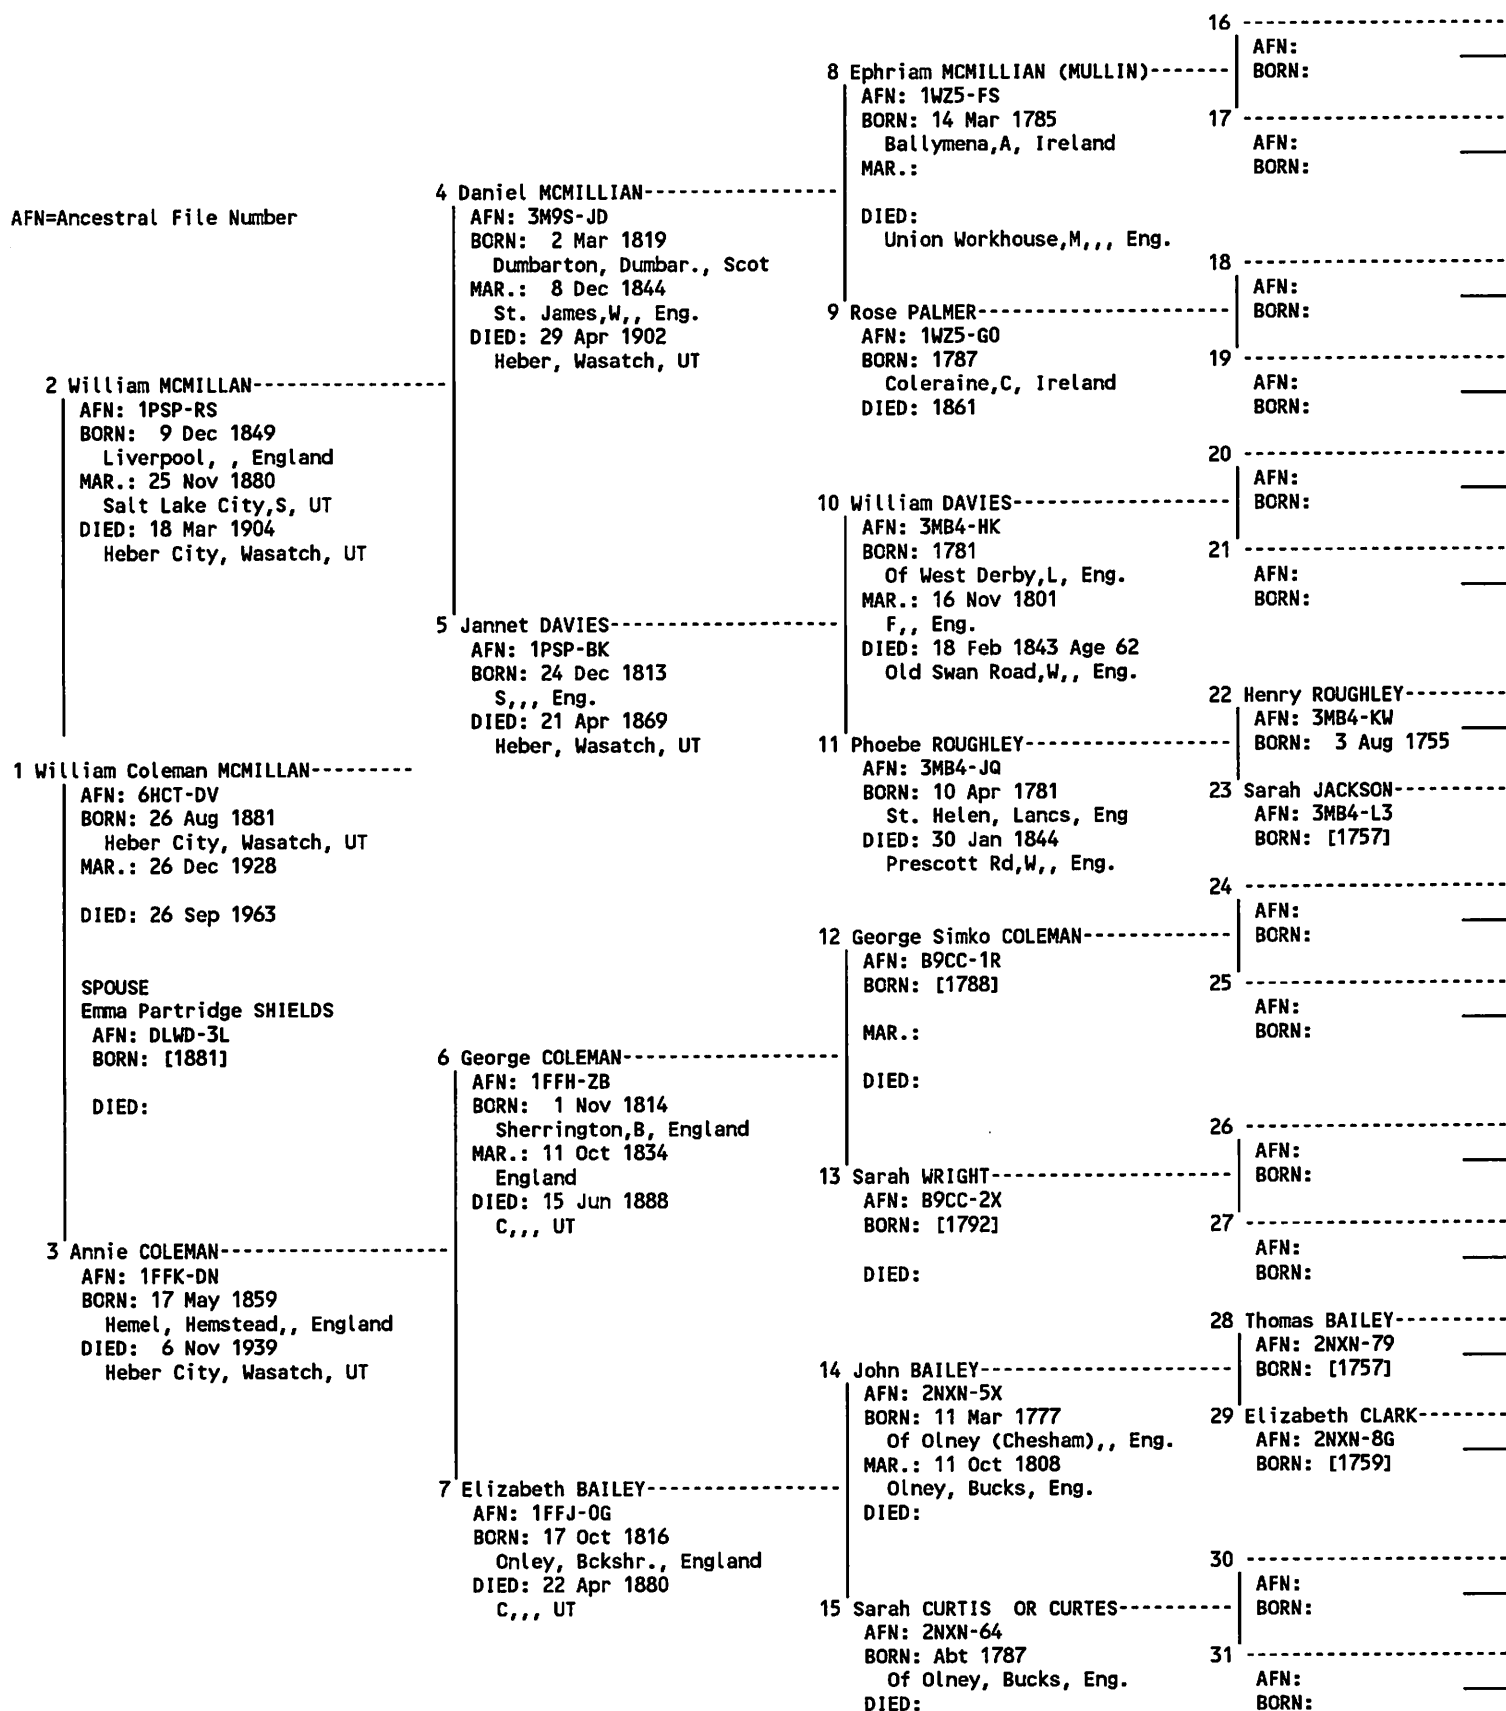 AFN=Ancestral File Number
1 William Coleman MCMILLAN---------
AFN: 6HCT-DV
BORN: 26 Aug 1881
Heber City, Wasatch, UT
MAR.: 26 Dec 1928
DIED: 26 Sep 1963
SPOUSE
Emma Partridge SHIELDS
AFN: DLWD-3L
BORN: [1881]
DIED:
2 William MCMILLAN----------------
AFN: 1PSP-RS
BORN: 9 Dec 1849
Liverpool, , England
MAR.: 25 Nov 1880
Salt Lake City,S, UT
DIED: 18 Mar 1904
Heber City, Wasatch, UT
3 Annie COLEMAN-------------------
AFN: 1FFK-DN
BORN: 17 May 1859
Hemel, Hemstead,, England
DIED: 6 Nov 1939
Heber City, Wasatch, UT
4 Daniel MCMILLIAN----------------
AFN: 3M9S-JD
BORN: 2 Mar 1819
Dumbarton, Dumbar., Scot
MAR.: 8 Dec 1844
St. James,W,, Eng.
DIED: 29 Apr 1902
Heber, Wasatch, UT
5 Jannet DAVIES-------------------
AFN: 1PSP-BK
BORN: 24 Dec 1813
S,,, Eng.
DIED: 21 Apr 1869
Heber, Wasatch, UT
6 George COLEMAN------------------
AFN: 1FFH-ZB
BORN: 1 Nov 1814
Sherrington,B, England
MAR.: 11 Oct 1834
England
DIED: 15 Jun 1888
C,,, UT
7 Elizabeth BAILEY----------------
AFN: 1FFJ-0G
BORN: 17 Oct 1816
Onley, Bckshr., England
DIED: 22 Apr 1880
C,,, UT
8 Ephriam MCMILLIAN (MULLIN)-------
AFN: 1WZ5-FS
BORN: 14 Mar 1785
Ballymena,A, Ireland
MAR.:
DIED:
Union Workhouse,M,,, Eng.
9 Rose PALMER---------------------
AFN: 1WZ5-G0
BORN: 1787
Coleraine,C, Ireland
DIED: 1861
10 William DAVIES------------------
AFN: 3MB4-HK
BORN: 1781
Of West Derby,L, Eng.
MAR.: 16 Nov 1801
F,, Eng.
DIED: 18 Feb 1843 Age 62
Old Swan Road,W,, Eng.
11 Phoebe ROUGHLEY-----------------
AFN: 3MB4-JQ
BORN: 10 Apr 1781
St. Helen, Lancs, Eng
DIED: 30 Jan 1844
Prescott Rd,W,, Eng.
12 George Simko COLEMAN------------
AFN: B9CC-1R
BORN: [1788]
MAR.:
DIED:
13 Sarah WRIGHT--------------------
AFN: B9CC-2X
BORN: [1792]
DIED:
14 John BAILEY---------------------
AFN: 2NXN-5X
BORN: 11 Mar 1777
Of Olney (Chesham),, Eng.
MAR.: 11 Oct 1808
Olney, Bucks, Eng.
DIED:
15 Sarah CURTIS OR CURTES----------
AFN: 2NXN-64
BORN: Abt 1787
Of Olney, Bucks, Eng.
DIED:
16 ----------------------
AFN:
BORN:
17 ----------------------
AFN:
BORN:
18 ----------------------
AFN:
BORN:
19 ----------------------
AFN:
BORN:
20 ----------------------
AFN:
BORN:
21 ----------------------
AFN:
BORN:
22 Henry ROUGHLEY---------
AFN: 3MB4-KW
BORN: 3 Aug 1755
23 Sarah JACKSON----------
AFN: 3MB4-L3
BORN: [1757]
24 ----------------------
AFN:
BORN:
25 ----------------------
AFN:
BORN:
26 ----------------------
AFN:
BORN:
27 ----------------------
AFN:
BORN:
28 Thomas BAILEY----------
AFN: 2NXN-79
BORN: [1757]
29 Elizabeth CLARK--------
AFN: 2NXN-8G
BORN: [1759]
30 ----------------------
AFN:
BORN:
31 ----------------------
AFN:
BORN: